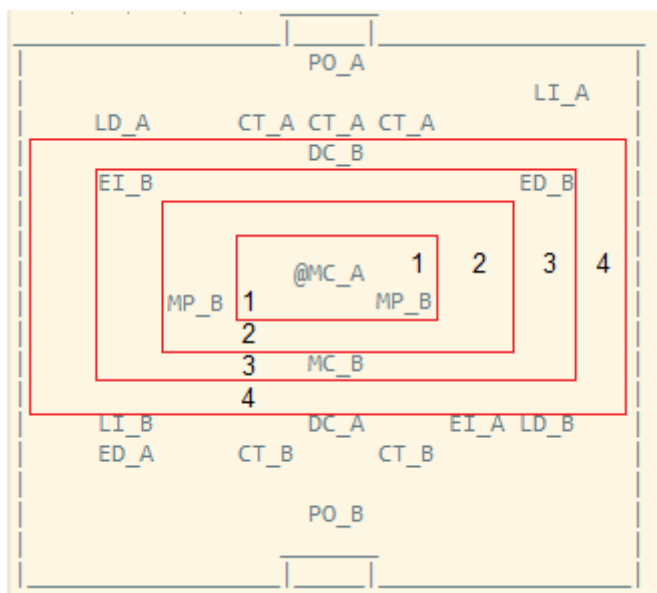 PO_A
LI_A
LD_A CT_A CT_A CT_A
DC_B
EI_B ED_B
@MC_A 1 2 3 4
MP_B 1 MP_B
2
3 MC_B
4
LI_B DC_A EI_A LD_B
ED_A CT_B CT_B
PO_B